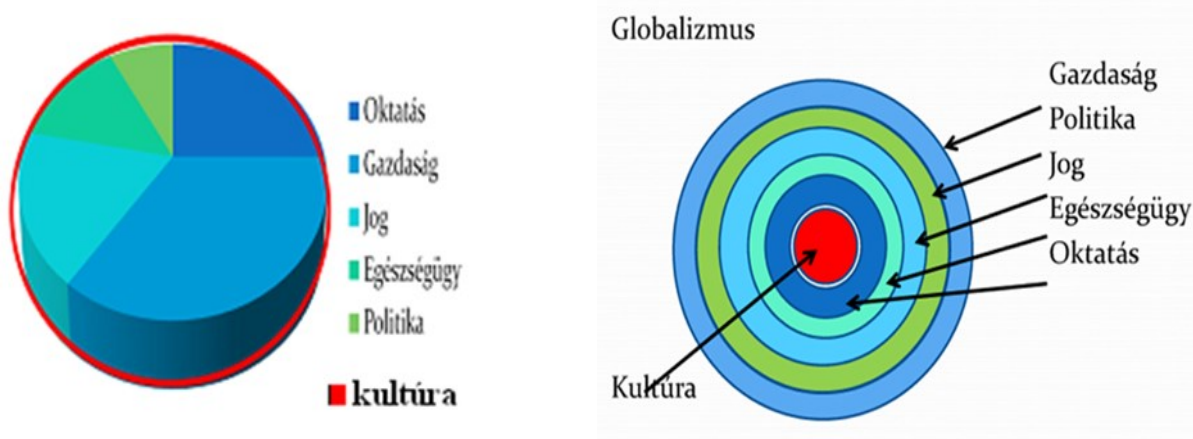 Oktatás
Gazdaság
Jog
Egészségügy
Politika
kultúra
Globalizmus
Gazdaság
Politika
Jog
Egészségügy
Oktatás
Kultúra